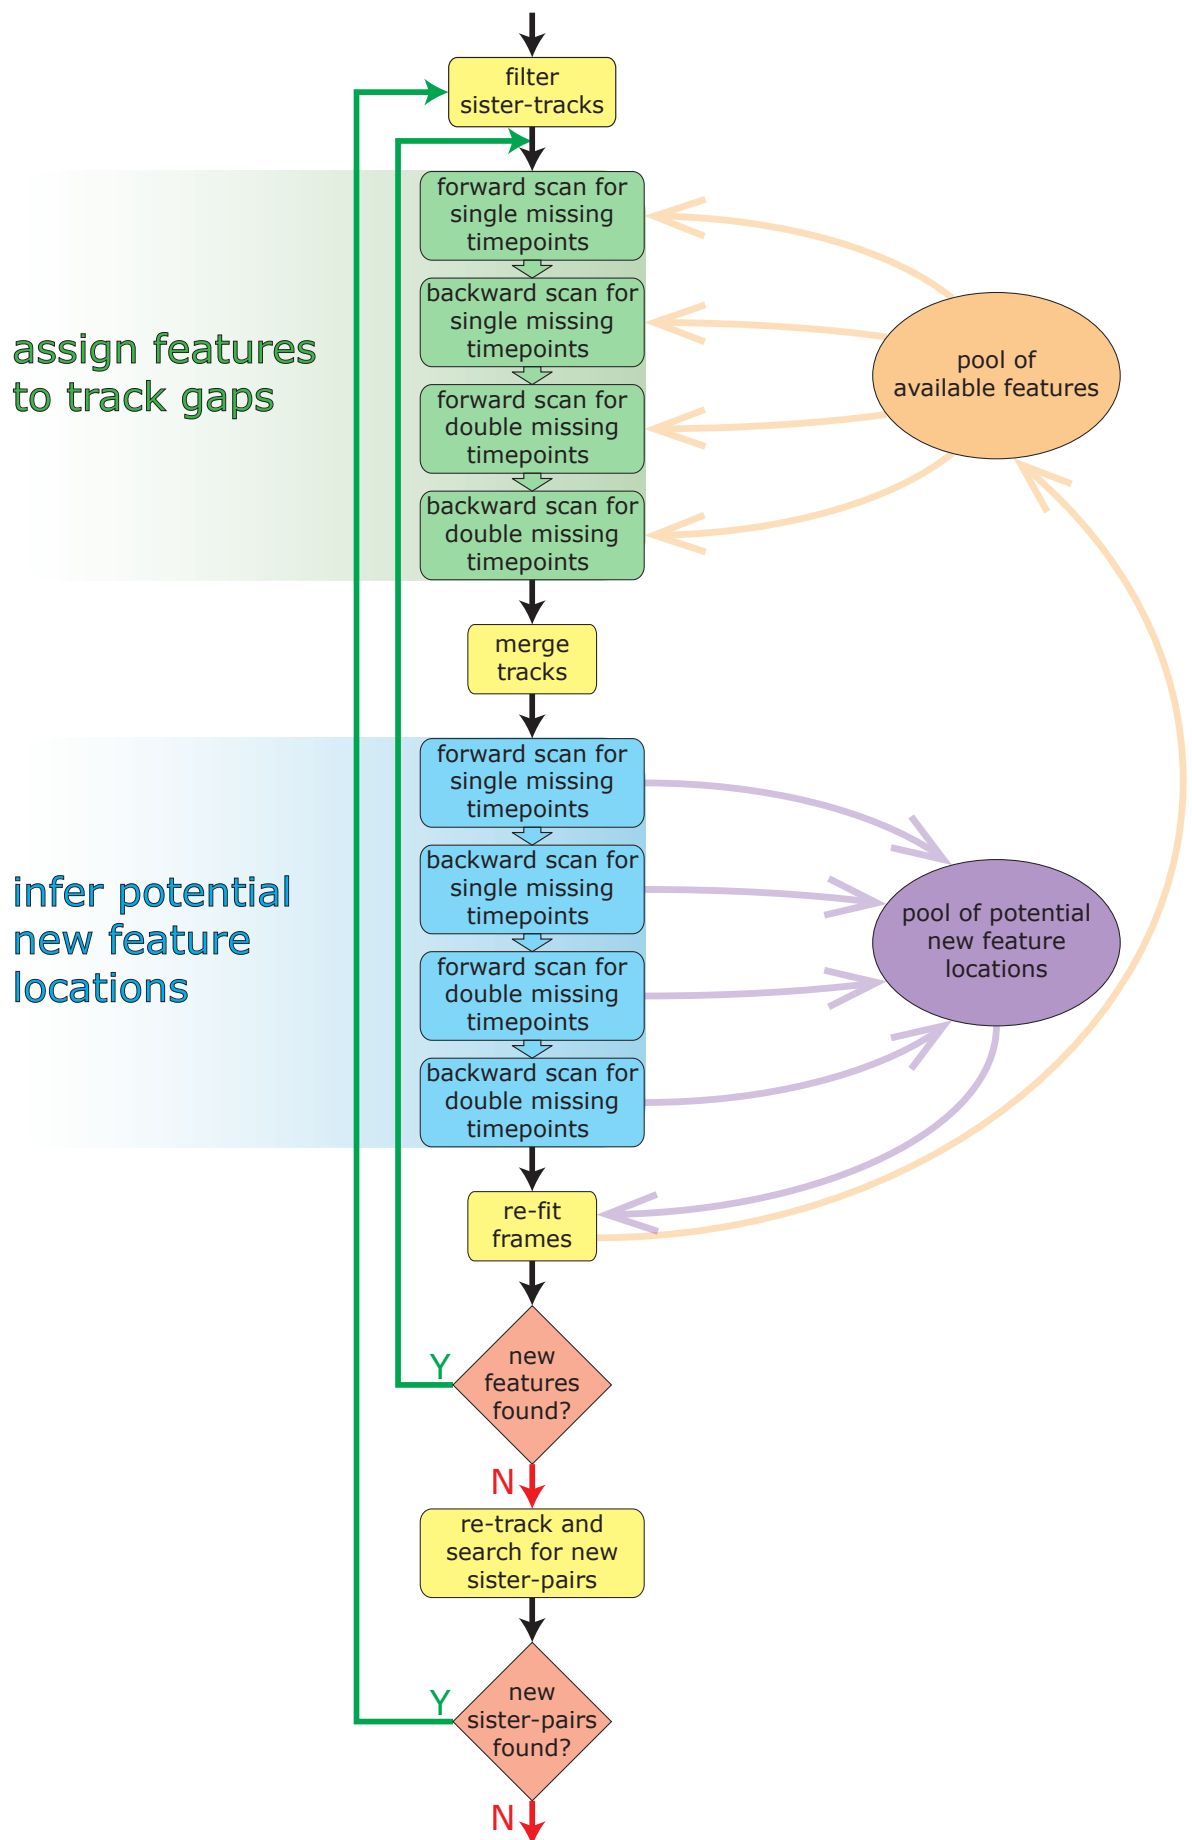 filter
sister-tracks
assign features
to track gaps
forward scan for
single missing
timepoints
backward scan for
single missing
timepoints
forward scan for
double missing
timepoints
backward scan for
double missing
timepoints
pool of
available features
merge
tracks
infer potential
new feature
locations
forward scan for
single missing
timepoints
backward scan for
single missing
timepoints
forward scan for
double missing
timepoints
backward scan for
double missing
timepoints
pool of potential
new feature
locations
re-fit
frames
new
features
found?
Y
N
re-track and
search for new
sister-pairs
new
sister-pairs
found?
Y
N